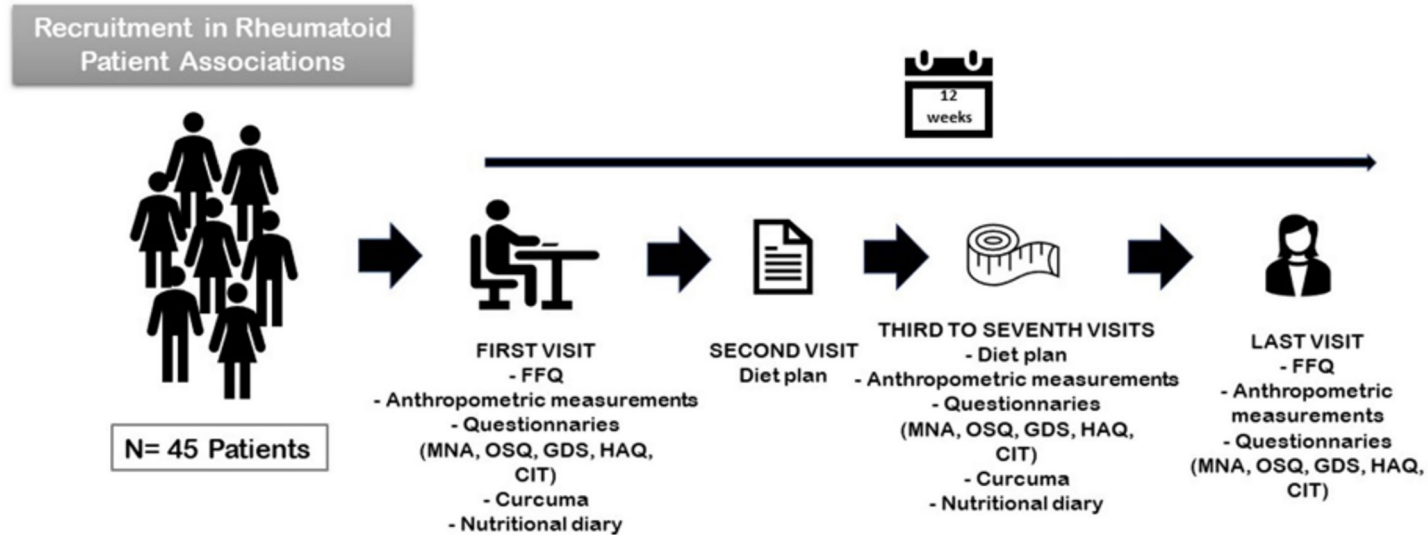 Recruitment in Rheumatoid
Patient Associations
12
weeks
N= 45 Patients
FIRST VISIT
- FFQ
- Anthropometric measurements
- Questionnaries
(MNA, OSQ, GDS, HAQ,
CIT)
- Curcuma
- Nutritional diary
SECOND VISIT
Diet plan
THIRD TO SEVENTH VISITS
- Diet plan
- Anthropometric measurements
- Questionnaries
(MNA, OSQ, GDS, HAQ,
CIT)
- Curcuma
- Nutritional diary
LAST VISIT
- FFQ
- Anthropometric
measurements
- Questionnaries
(MNA, OSQ, GDS, HAQ,
CIT)